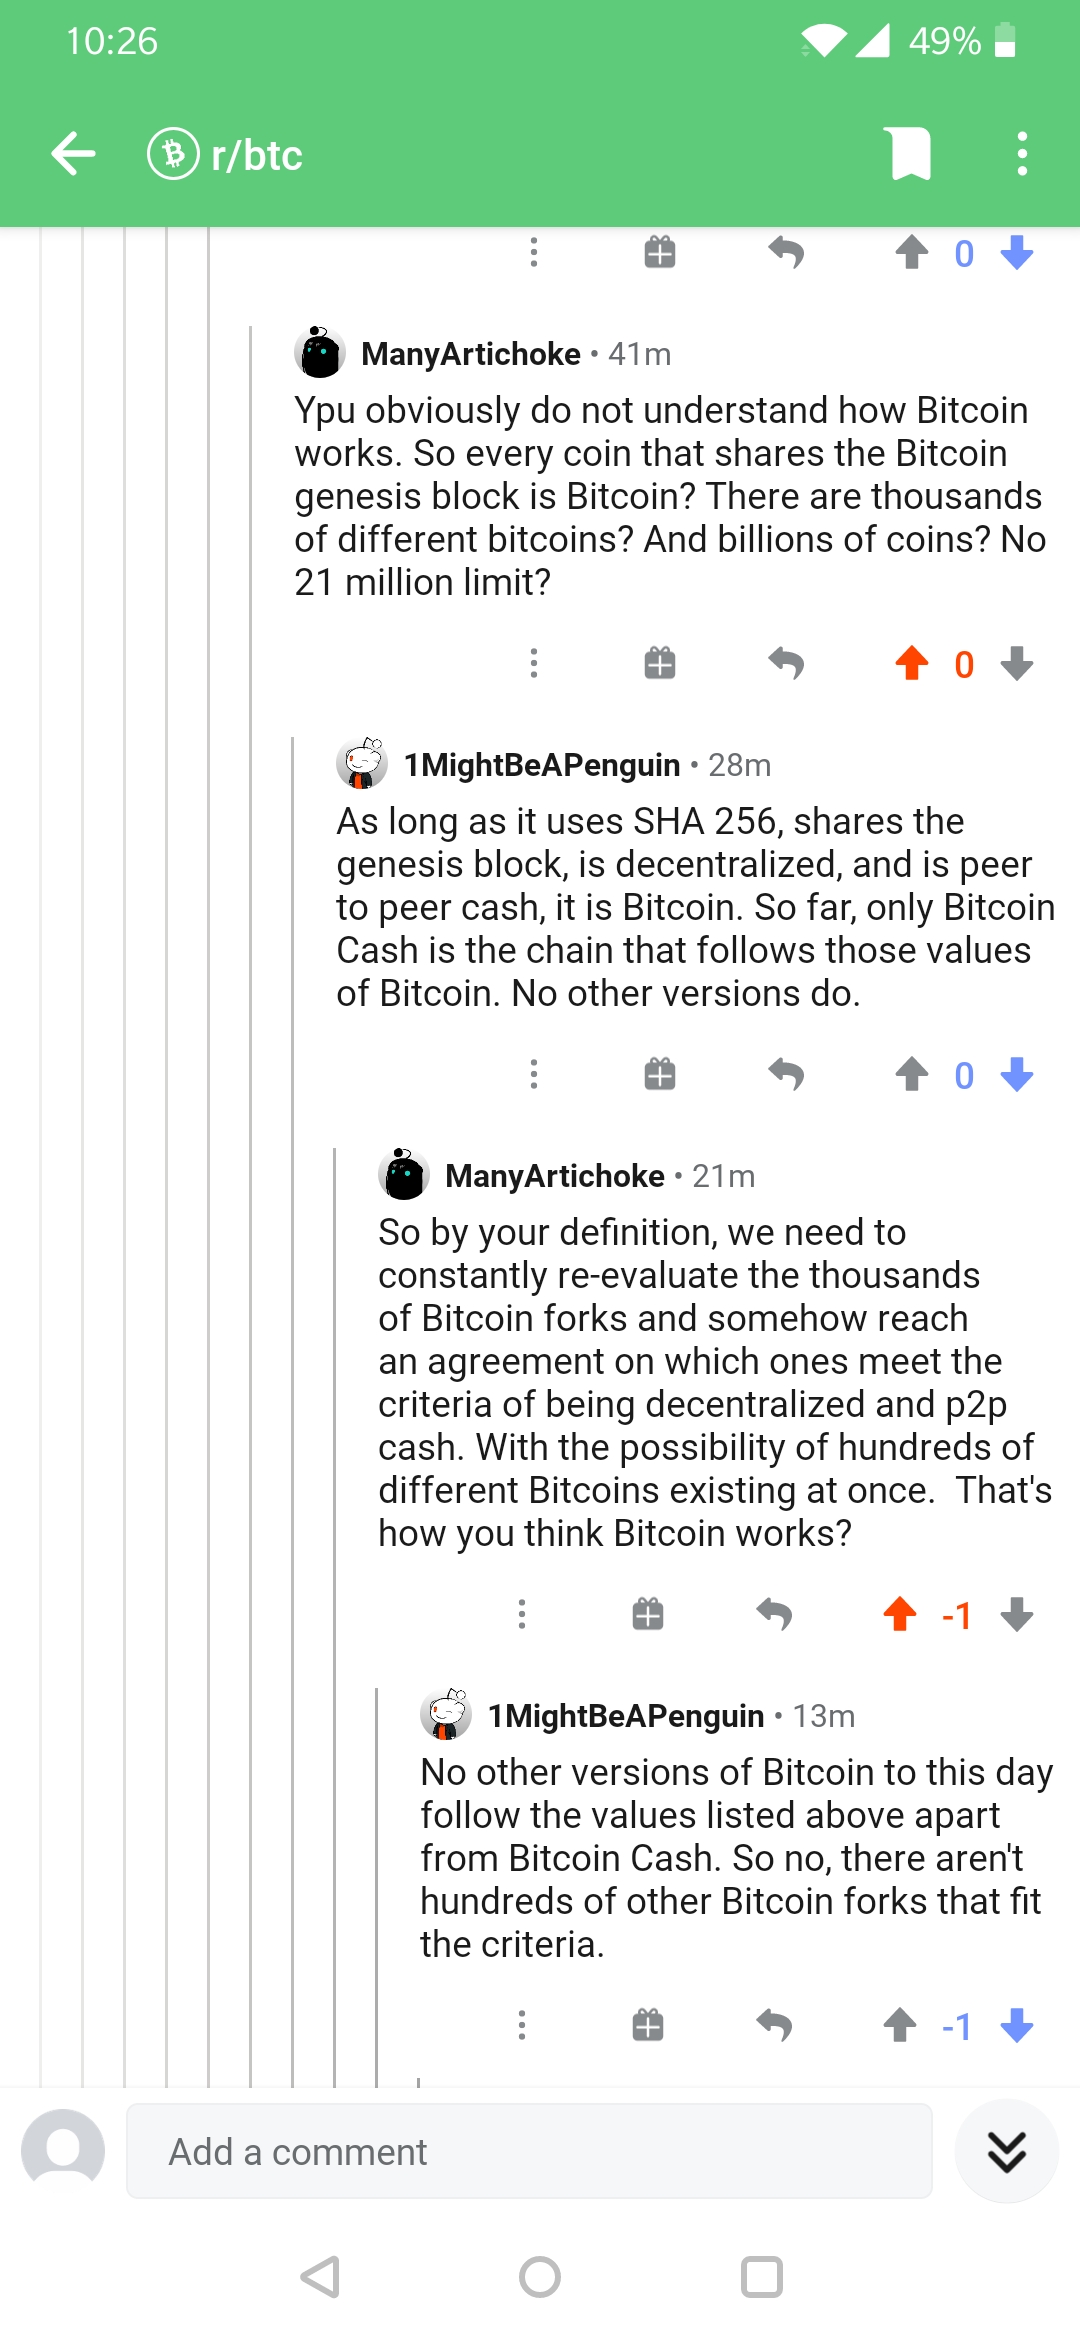 10:26
49%
r/btc
0
ManyArtichoke • 41m
Ypu obviously do not understand how Bitcoin
works. So every coin that shares the Bitcoin
genesis block is Bitcoin? There are thousands
of different bitcoins? And billions of coins? No
21 million limit?
0
1MightBeAPenguin • 28m
As long as it uses SHA 256, shares the
genesis block, is decentralized, and is peer
to peer cash, it is Bitcoin. So far, only Bitcoin
Cash is the chain that follows those values
of Bitcoin. No other versions do.
0
ManyArtichoke • 21m
So by your definition, we need to
constantly re-evaluate the thousands
of Bitcoin forks and somehow reach
an agreement on which ones meet the
criteria of being decentralized and p2p
cash. With the possibility of hundreds of
different Bitcoins existing at once.  That's
how you think Bitcoin works?
-1
1MightBeAPenguin • 13m
No other versions of Bitcoin to this day
follow the values listed above apart
from Bitcoin Cash. So no, there aren't
hundreds of other Bitcoin forks that fit
the criteria.
-1
Add a comment